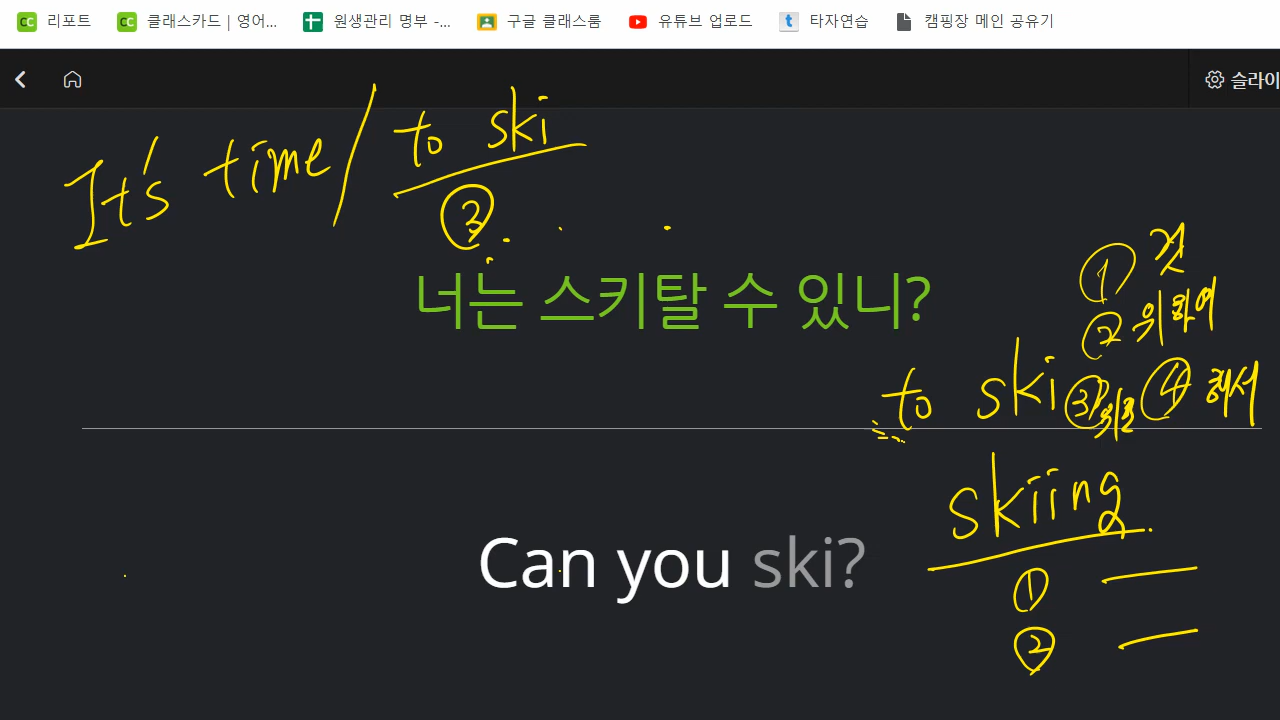 리포트 클래스카드 | 영어... 원생관리 명부 -... 구글 클래스룸 유튜브 업로드 타자연습 캠핑장 메인 공유기
슬라이
It's time / to ski
③
너는 스키탈 수 있니?
① 것
② 위하여
to ski ③ ④ 해서
skiing
Can you ski?
①
②